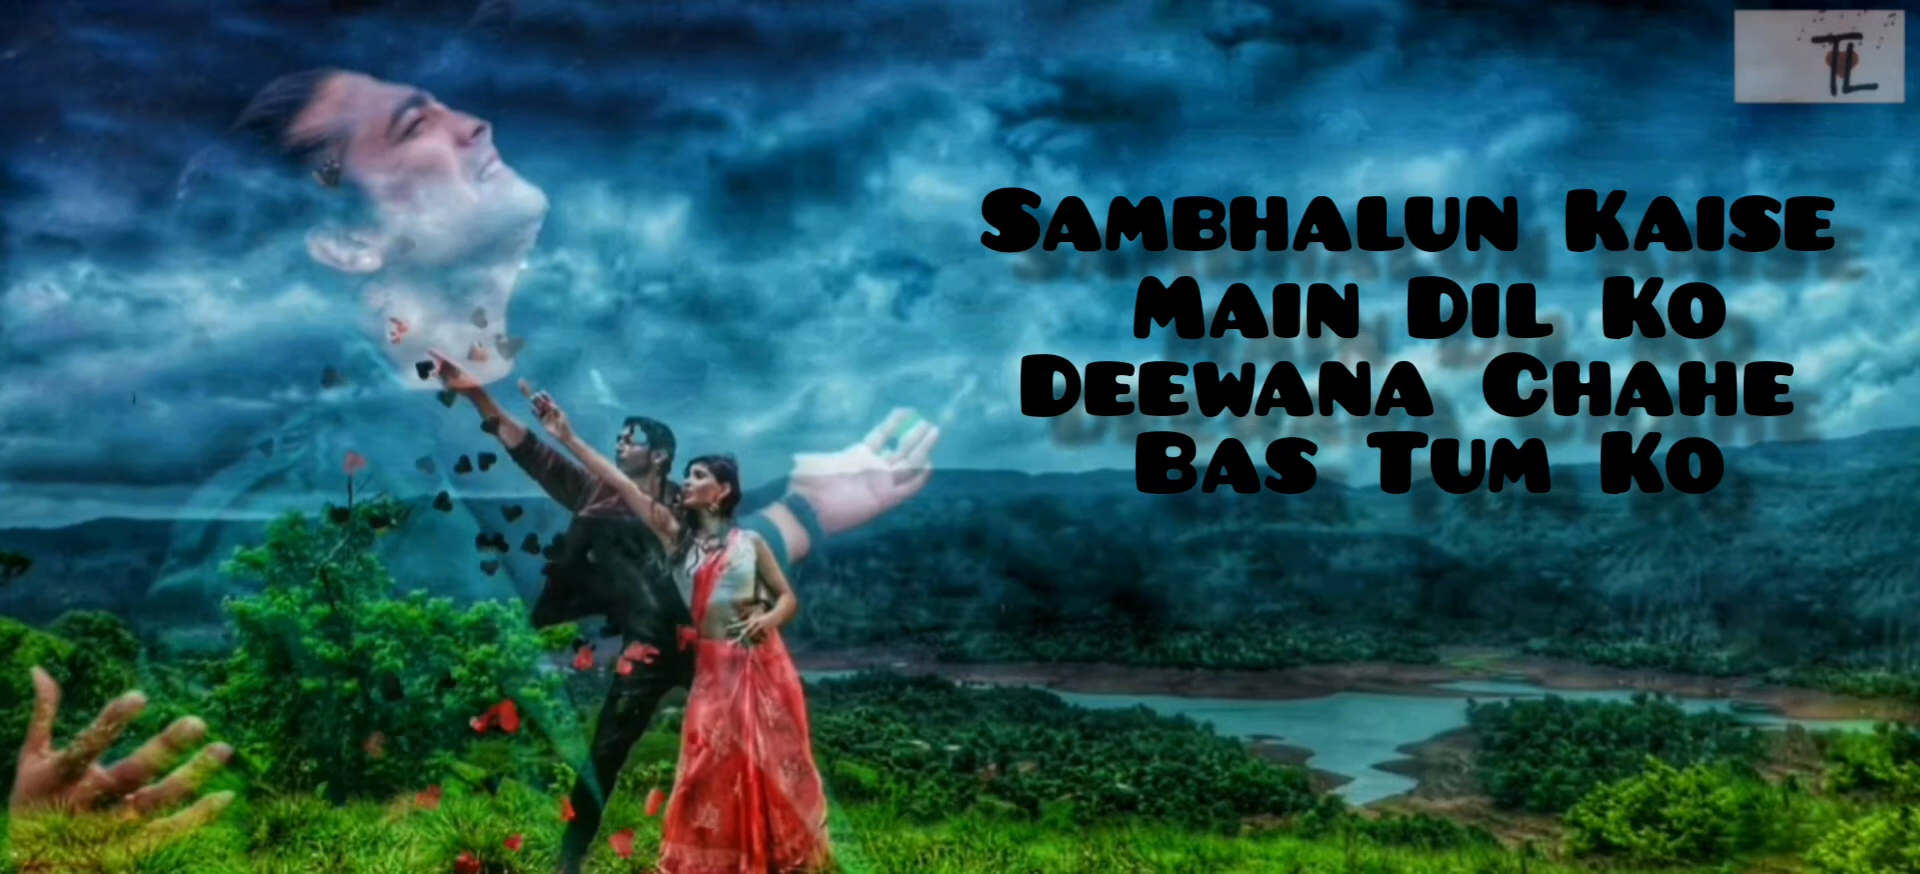 TL
Sambhalun Kaise
Main Dil Ko
Deewana Chahe
Bas Tum Ko